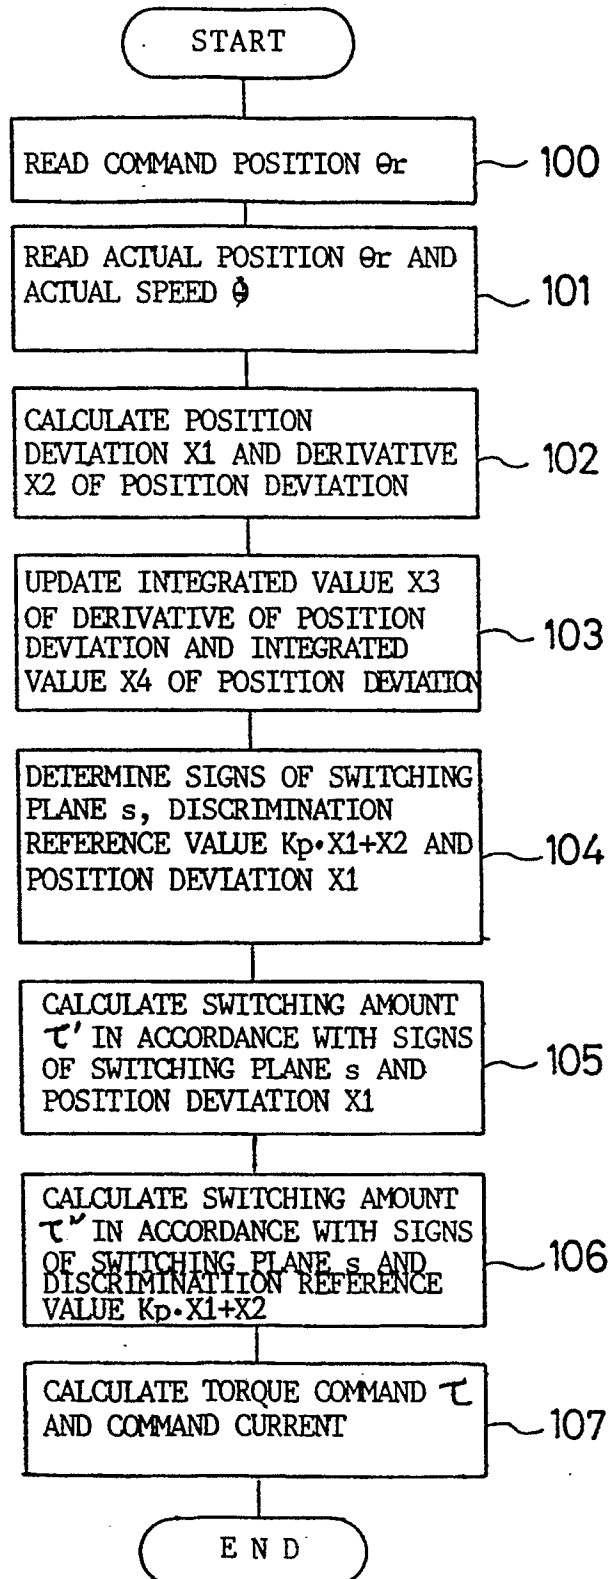 START
READ COMMAND POSITION θr
100
READ ACTUAL POSITION θr AND
ACTUAL SPEED θ̇
101
CALCULATE POSITION
DEVIATION X1 AND DERIVATIVE
X2 OF POSITION DEVIATION
102
UPDATE INTEGRATED VALUE X3
OF DERIVATIVE OF POSITION
DEVIATION AND INTEGRATED
VALUE X4 OF POSITION DEVIATION
103
DETERMINE SIGNS OF SWITCHING
PLANE s, DISCRIMINATION
REFERENCE VALUE Kp·X1+X2 AND
POSITION DEVIATION X1
104
CALCULATE SWITCHING AMOUNT
τ' IN ACCORDANCE WITH SIGNS
OF SWITCHING PLANE s AND
POSITION DEVIATION X1
105
CALCULATE SWITCHING AMOUNT
τ" IN ACCORDANCE WITH SIGNS
OF SWITCHING PLANE s AND
DISCRIMINATIION REFERENCE
VALUE Kp·X1+X2
106
CALCULATE TORQUE COMMAND τ
AND COMMAND CURRENT
107
END